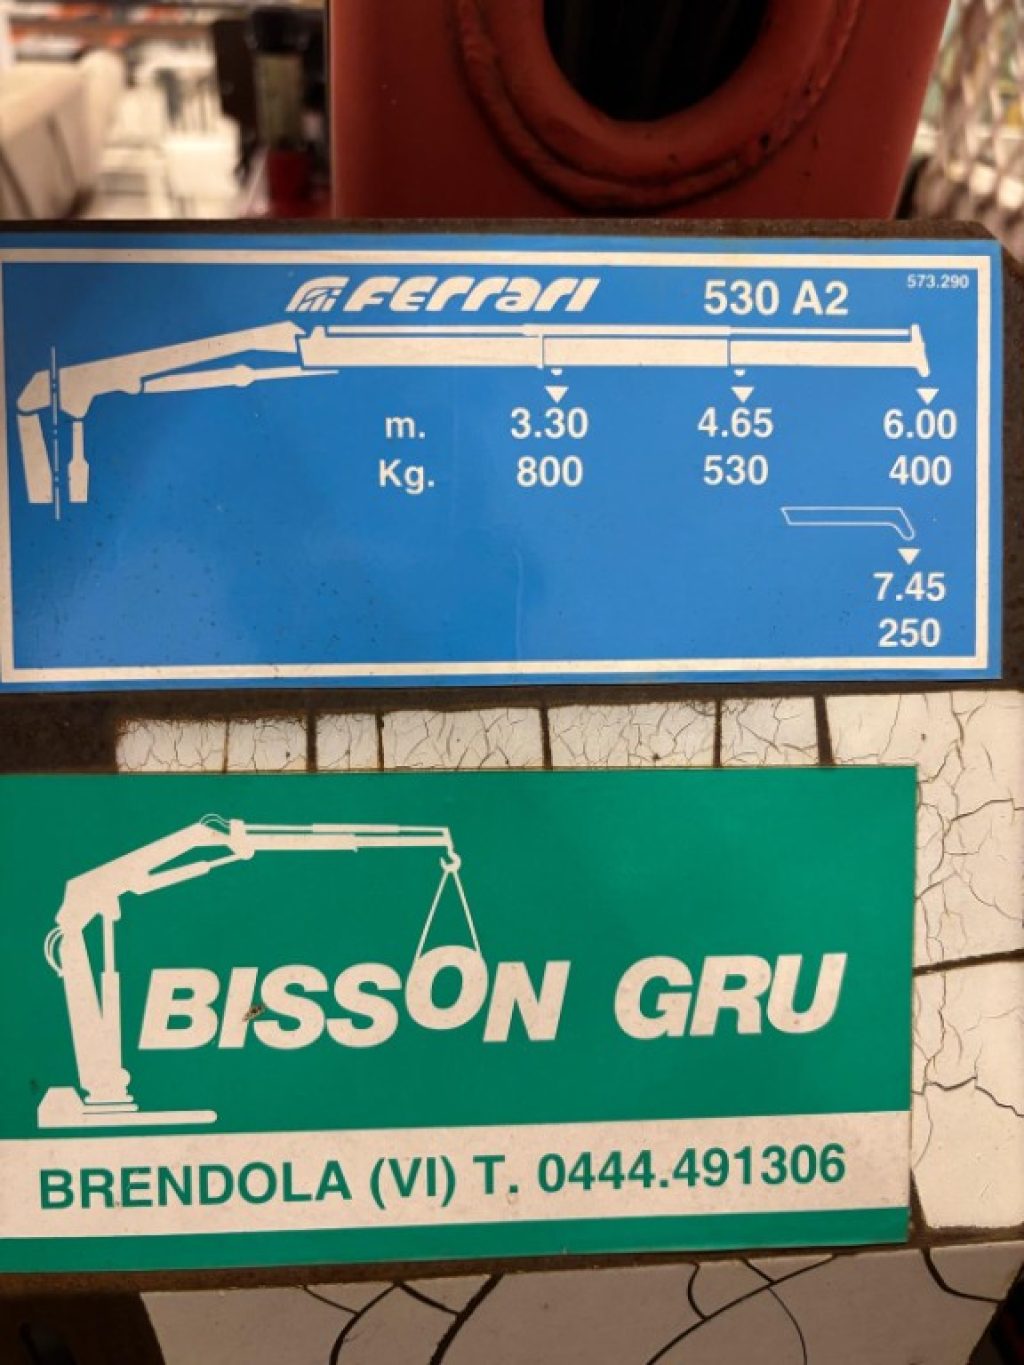 FERRARI 530 A2 573.290
m. 3.30 4.65 6.00
Kg. 800 530 400
7.45
250
BISSON GRU
BRENDOLA (VI) T. 0444.491306